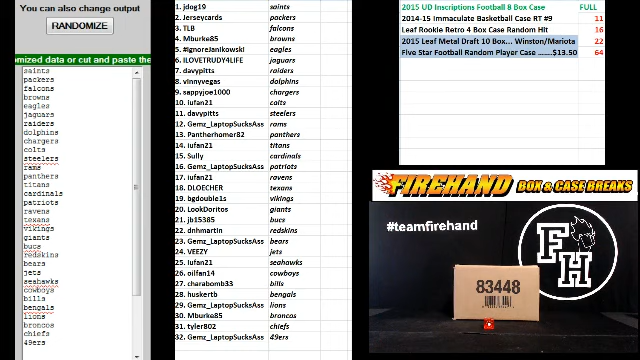 You can also change output
RANDOMIZE
omized data or cut and paste the
saints
packers
falcons
browns
eagles
jaguars
raiders
dolphins
chargers
colts
steelers
rams
panthers
titans
cardinals
patriots
ravens
texans
vikings
giants
bucs
redskins
bears
jets
seahawks
cowboys
bills
bengals
lions
broncos
chiefs
49ers
1. jdog19 saints
2. Jerseycards packers
3. TLB falcons
4. Mburke85 browns
5. #ignoreJanikowski eagles
6. ILOVETRUDY4LIFE jaguars
7. davypitts raiders
8. vinnyvegas dolphins
9. sappyjoe1000 chargers
10. iufan21 colts
11. davypitts steelers
12. Gemz_LaptopSucksAss rams
13. Pantherhomer82 panthers
14. iufan21 titans
15. Sully cardinals
16. Gemz_LaptopSucksAss patriots
17. iufan21 ravens
18. DLOECHER texans
19. bgdouble1s vikings
20. LookDoritos giants
21. jb15385 bucs
22. dnhmartin redskins
23. Gemz_LaptopSucksAss bears
24. VEEZY jets
25. iufan21 seahawks
26. oilfan14 cowboys
27. charabomb33 bills
28. huskertb bengals
29. Gemz_LaptopSucksAss lions
30. Mburke85 broncos
31. tyler802 chiefs
32. Gemz_LaptopSucksAss 49ers
2015 UD Inscriptions Football 8 Box Case FULL
2014-15 Immaculate Basketball Case RT #9 11
Leaf Rookie Retro 4 Box Case Random Hit 16
2015 Leaf Metal Draft 10 Box... Winston/Mariota 22
Five Star Football Random Player Case .......$13.50 64
FIREHAND BOX & CASE BREAKS
#teamfirehand
FH
83448